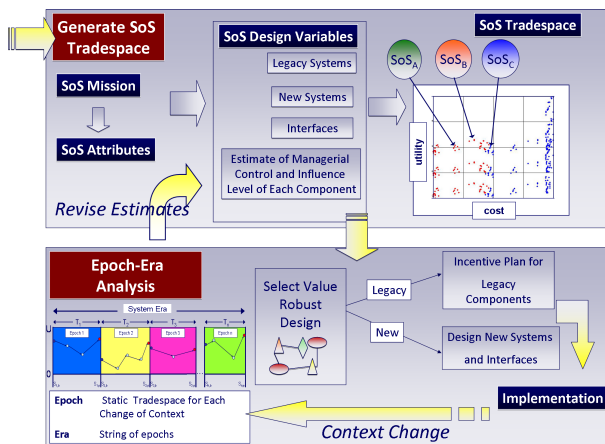 Generate SoS
Tradespace
SoS Mission
SoS Attributes
Revise Estimates
SoS Design Variables
Legacy Systems
New Systems
Interfaces
Estimate of Managerial
Control and Influence
Level of Each Component
SoS Tradespace
SoSA
SoSB
SoSC
utility
cost
Epoch-Era
Analysis
System Era
T1
T2
T3
Epoch 1
Epoch 2
Epoch 3
Epoch n
U
0
Epoch Static Tradespace for Each
Change of Context
Era String of epochs
Select Value
Robust
Design
Legacy
New
Incentive Plan for
Legacy
Components
Design New Systems
and Interfaces
Implementation
Context Change